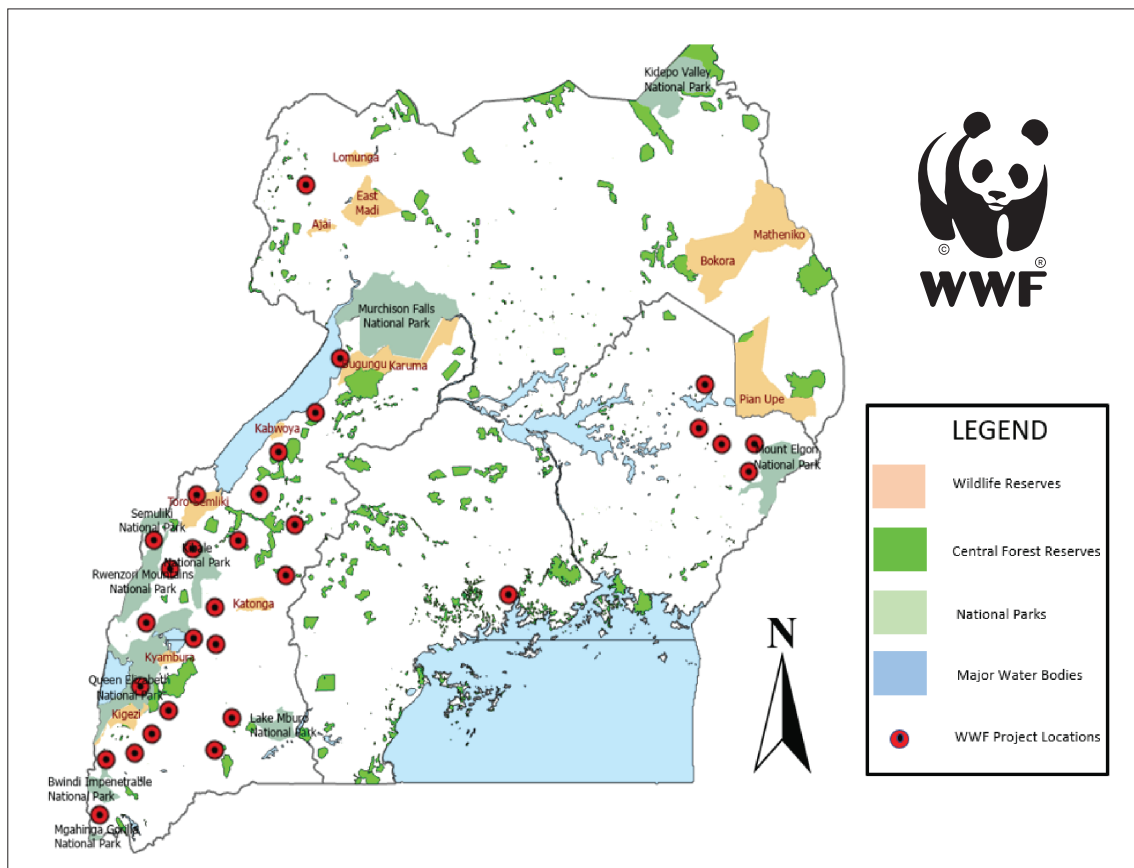 Kidepo Valley
National Park
Lomunga
East
Madi
Ajai
Matheniko
Bokora
©
®
WWF
Murchison Falls
National Park
Bugungu
Karuma
Pian Upe
Kabwoya
Mount Elgon
National Park
Toro-Semliki
Semuliki
National Park
Kibale
National Park
Rwenzori Mountains
National Park
Katonga
Kyambura
Queen Elizabeth
National Park
Kigezi
Lake Mburo
National Park
Bwindi Impenetrable
National Park
Mgahinga Gorilla
National Park
N
LEGEND
Wildlife Reserves
Central Forest Reserves
National Parks
Major Water Bodies
WWF Project Locations